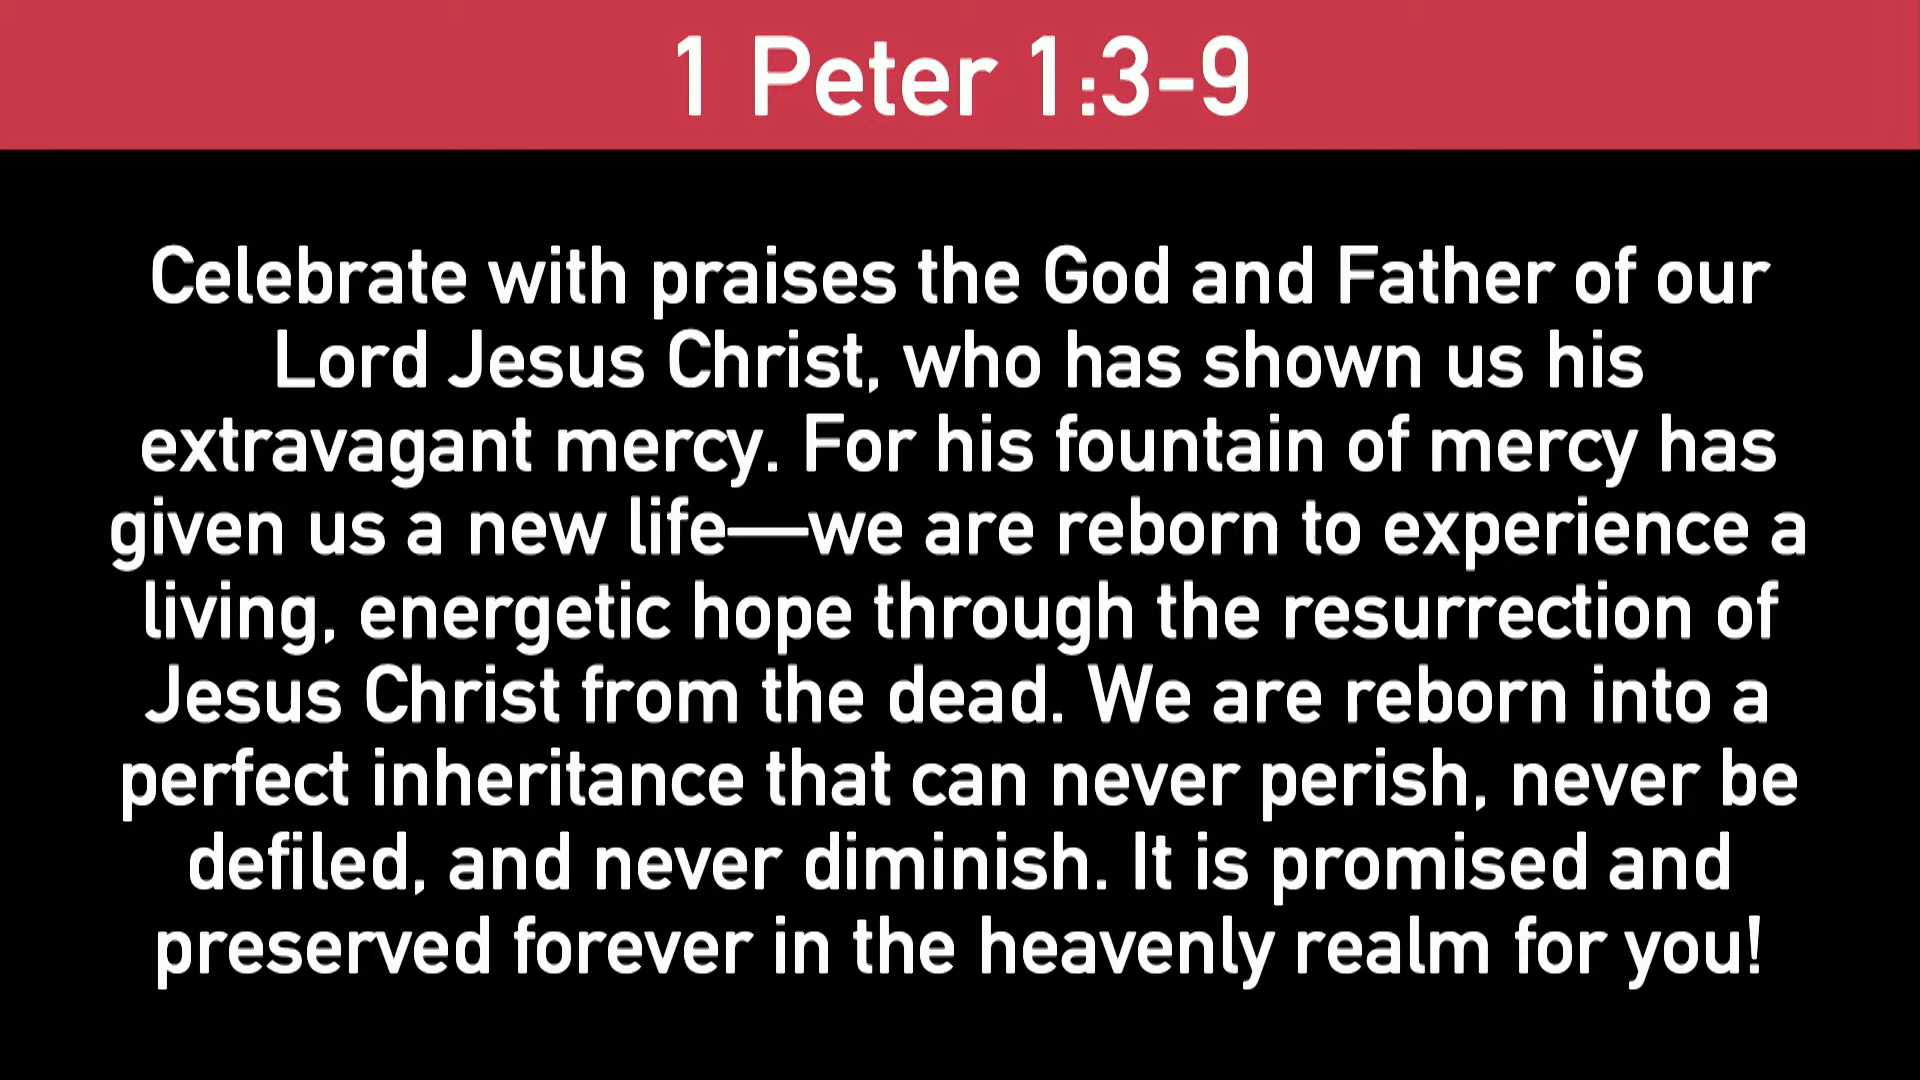 1 Peter 1:3-9
Celebrate with praises the God and Father of our
Lord Jesus Christ, who has shown us his
extravagant mercy. For his fountain of mercy has
given us a new life—we are reborn to experience a
living, energetic hope through the resurrection of
Jesus Christ from the dead. We are reborn into a
perfect inheritance that can never perish, never be
defiled, and never diminish. It is promised and
preserved forever in the heavenly realm for you!